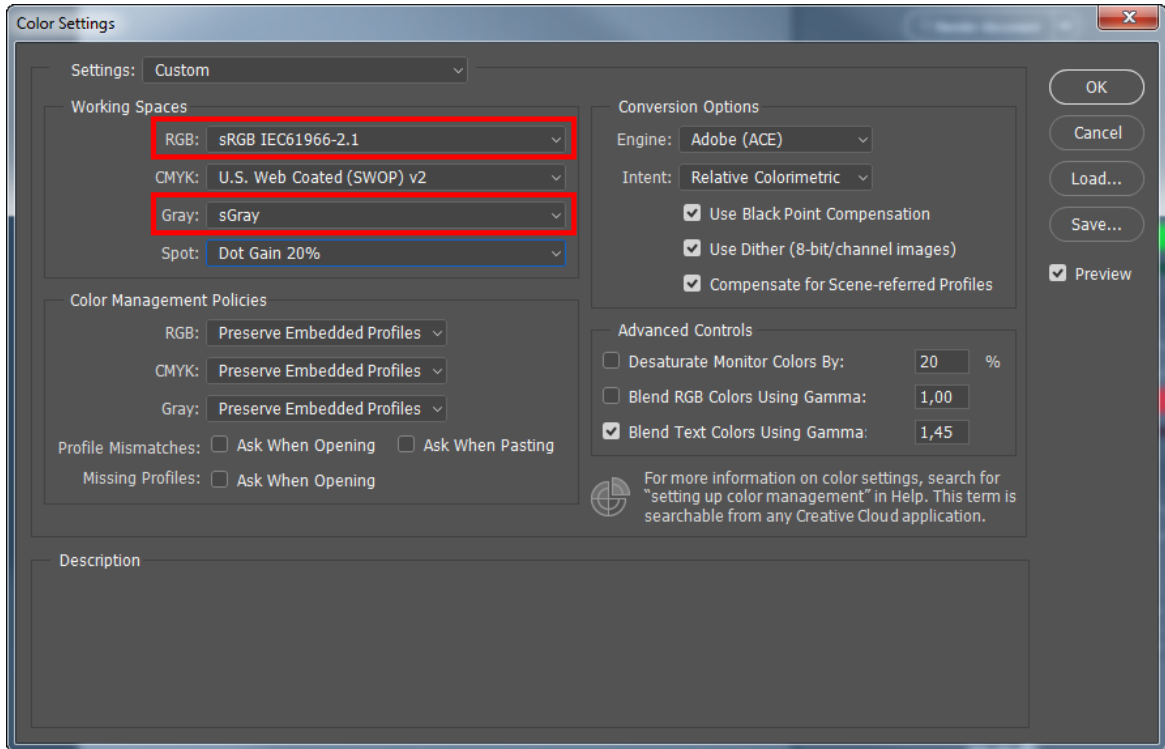 Color Settings
Settings: Custom
Working Spaces
RGB: sRGB IEC61966-2.1
CMYK: U.S. Web Coated (SWOP) v2
Gray: sGray
Spot: Dot Gain 20%
Color Management Policies
RGB: Preserve Embedded Profiles
CMYK: Preserve Embedded Profiles
Gray: Preserve Embedded Profiles
Profile Mismatches: Ask When Opening Ask When Pasting
Missing Profiles: Ask When Opening
Conversion Options
Engine: Adobe (ACE)
Intent: Relative Colorimetric
Use Black Point Compensation
Use Dither (8-bit/channel images)
Compensate for Scene-referred Profiles
Advanced Controls
Desaturate Monitor Colors By: 20 %
Blend RGB Colors Using Gamma: 1,00
Blend Text Colors Using Gamma: 1,45
For more information on color settings, search for
"setting up color management" in Help. This term is
searchable from any Creative Cloud application.
OK
Cancel
Load...
Save...
Preview
Description